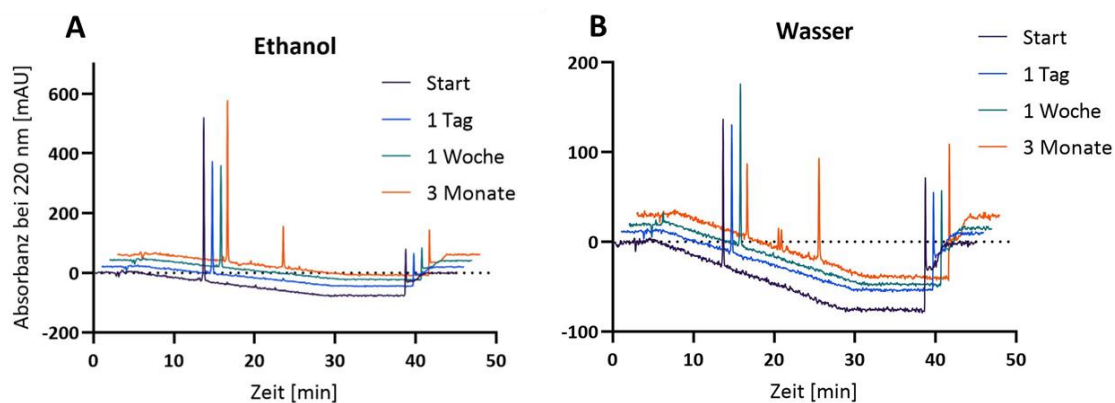 A
Ethanol
Absorbanz bei 220 nm [mAU]
600
400
200
0
-200
0 10 20 30 40 50
Zeit [min]
Start
1 Tag
1 Woche
3 Monate
B
Wasser
200
100
0
-100
0 10 20 30 40 50
Zeit [min]
Start
1 Tag
1 Woche
3 Monate